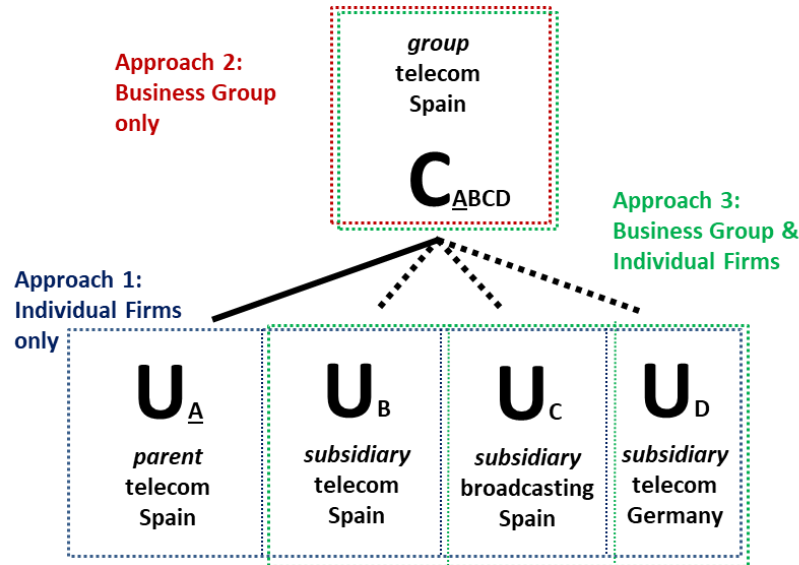 group
telecom
Spain
CABCD
Approach 2:
Business Group
only
Approach 3:
Business Group &
Individual Firms
Approach 1:
Individual Firms
only
UA
parent
telecom
Spain
UB
subsidiary
telecom
Spain
UC
subsidiary
broadcasting
Spain
UD
subsidiary
telecom
Germany